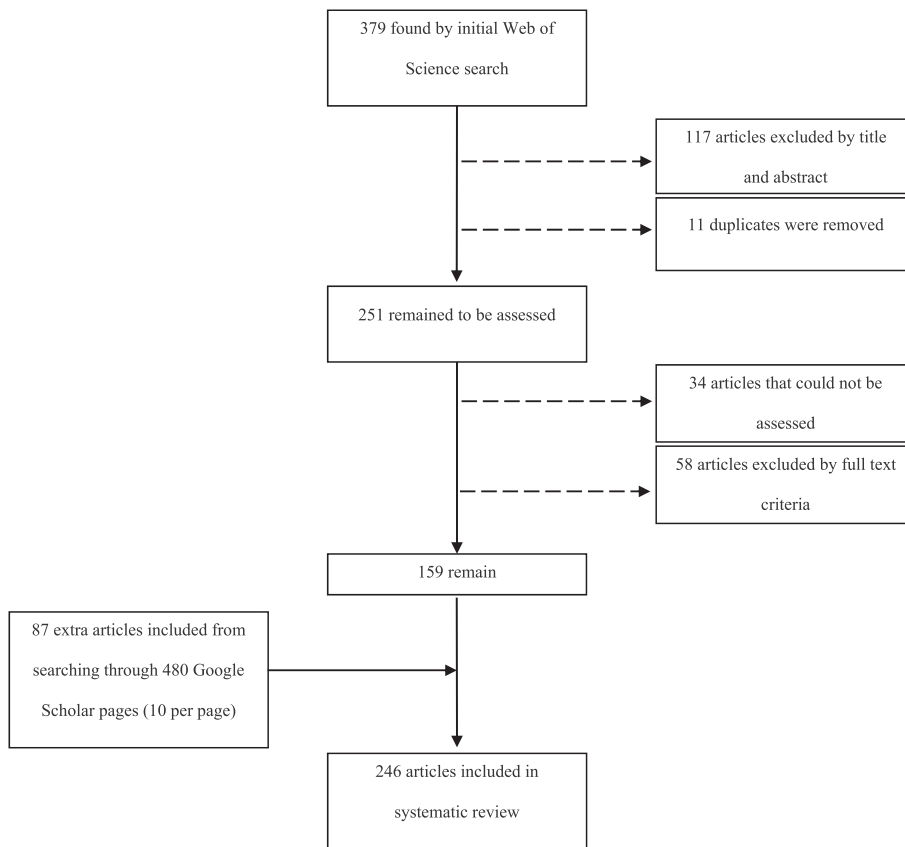 379 found by initial Web of
Science search
117 articles excluded by title
and abstract
11 duplicates were removed
251 remained to be assessed
34 articles that could not be
assessed
58 articles excluded by full text
criteria
159 remain
87 extra articles included from
searching through 480 Google
Scholar pages (10 per page)
246 articles included in
systematic review